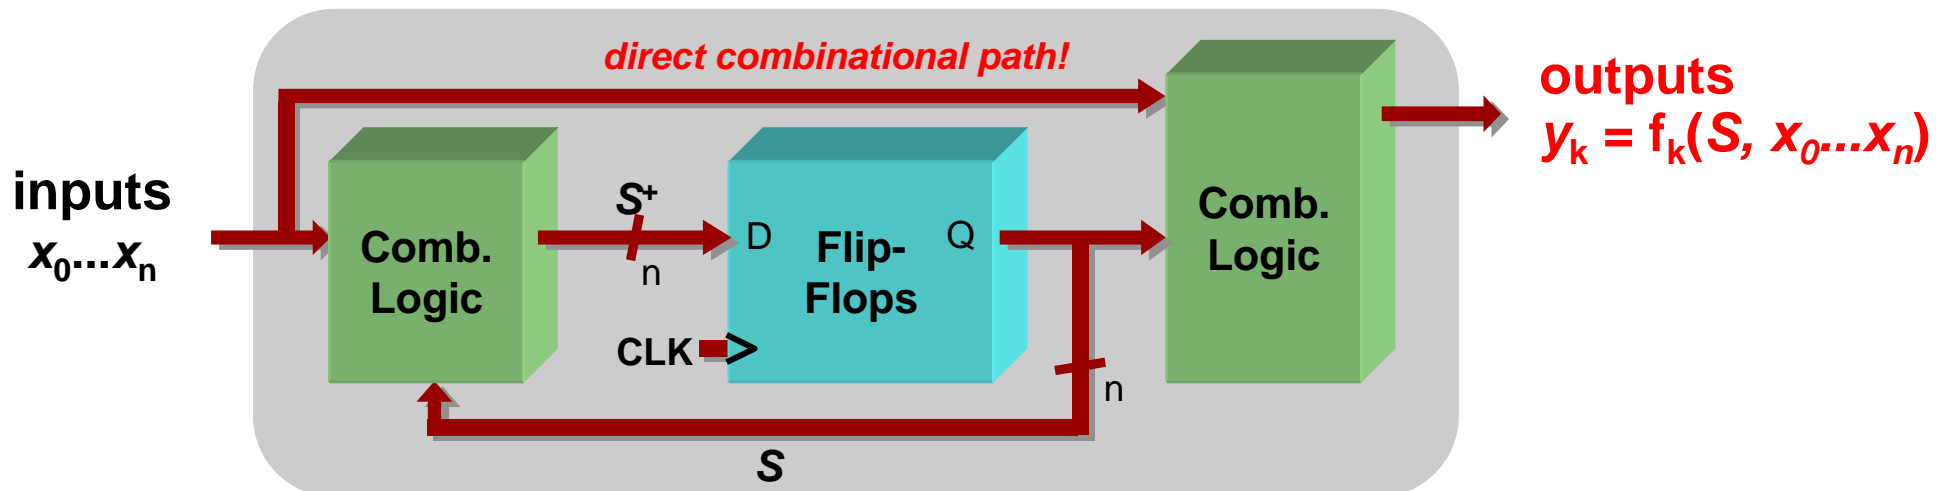 direct combinational path!
outputs
yk = fk(S, x0...xn)
inputs
x0...xn
Comb.
Logic
S+
n
D
Flip-
Flops
Q
CLK
Comb.
Logic
n
S